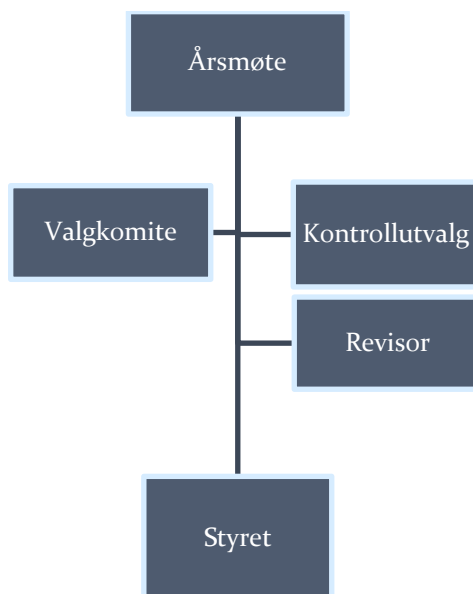 Årsmøte
Valgkomite
Kontrollutvalg
Revisor
Styret